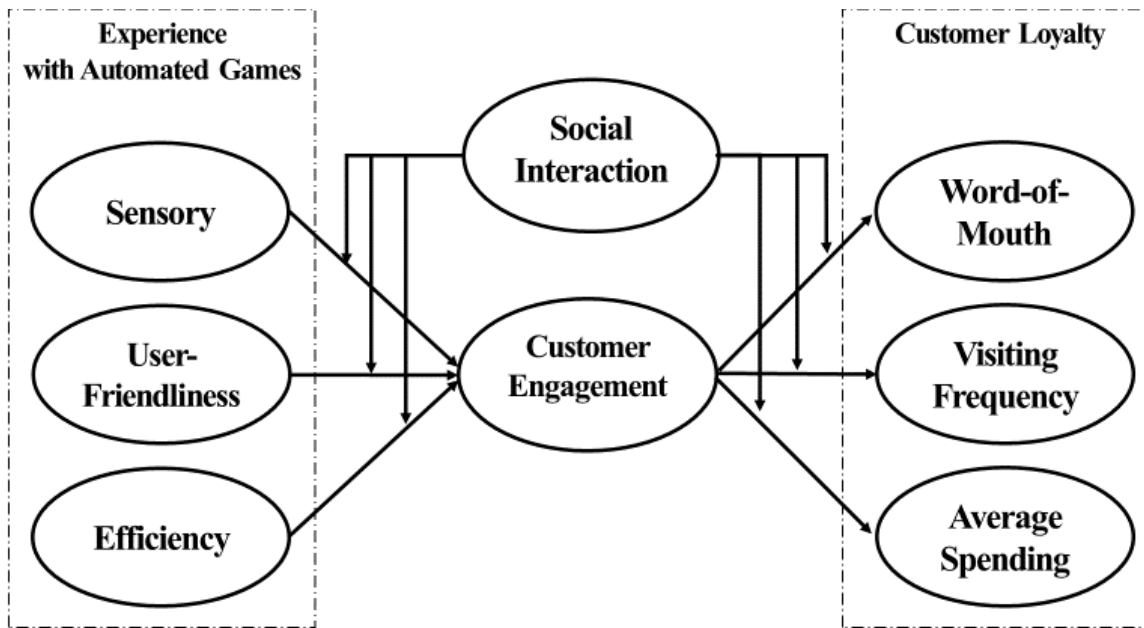 Experience
with Automated Games
Sensory
User-
Friendliness
Efficiency
Social
Interaction
Customer
Engagement
Customer Loyalty
Word-of-
Mouth
Visiting
Frequency
Average
Spending